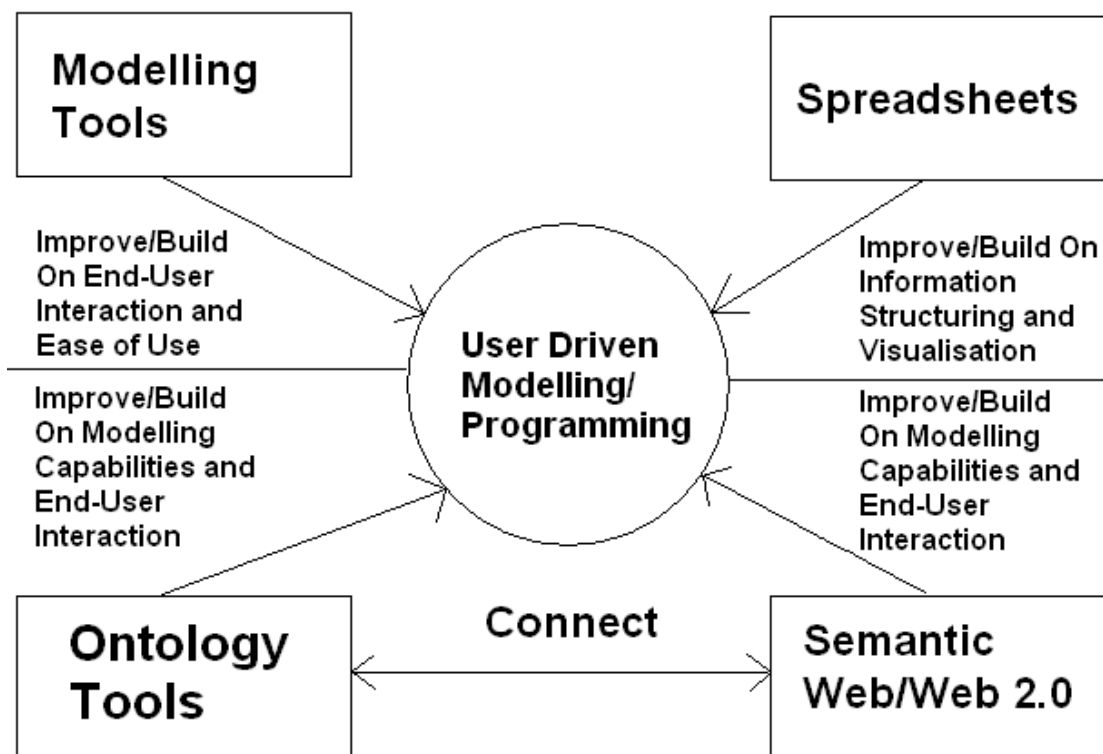 Modelling
Tools
Spreadsheets
Improve/Build
On End-User
Interaction and
Ease of Use
Improve/Build On
Information
Structuring and
Visualisation
User Driven
Modelling/
Programming
Improve/Build
On Modelling
Capabilities and
End-User
Interaction
Improve/Build
On Modelling
Capabilities and
End-User
Interaction
Ontology
Tools
Connect
Semantic
Web/Web 2.0